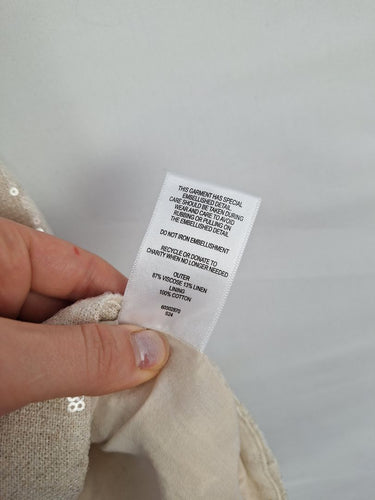 THIS GARMENT HAS SPECIAL
EMBELLISHED DETAIL.
CARE SHOULD BE TAKEN DURING
WEAR AND CARE TO AVOID
RUBBING OR PULLING ON
THE EMBELLISHED DETAIL
DO NOT IRON EMBELLISHMENT
RECYCLE OR DONATE TO
CHARITY WHEN NO LONGER NEEDED
OUTER
87% VISCOSE 13% LINEN
LINING
100% COTTON
S24